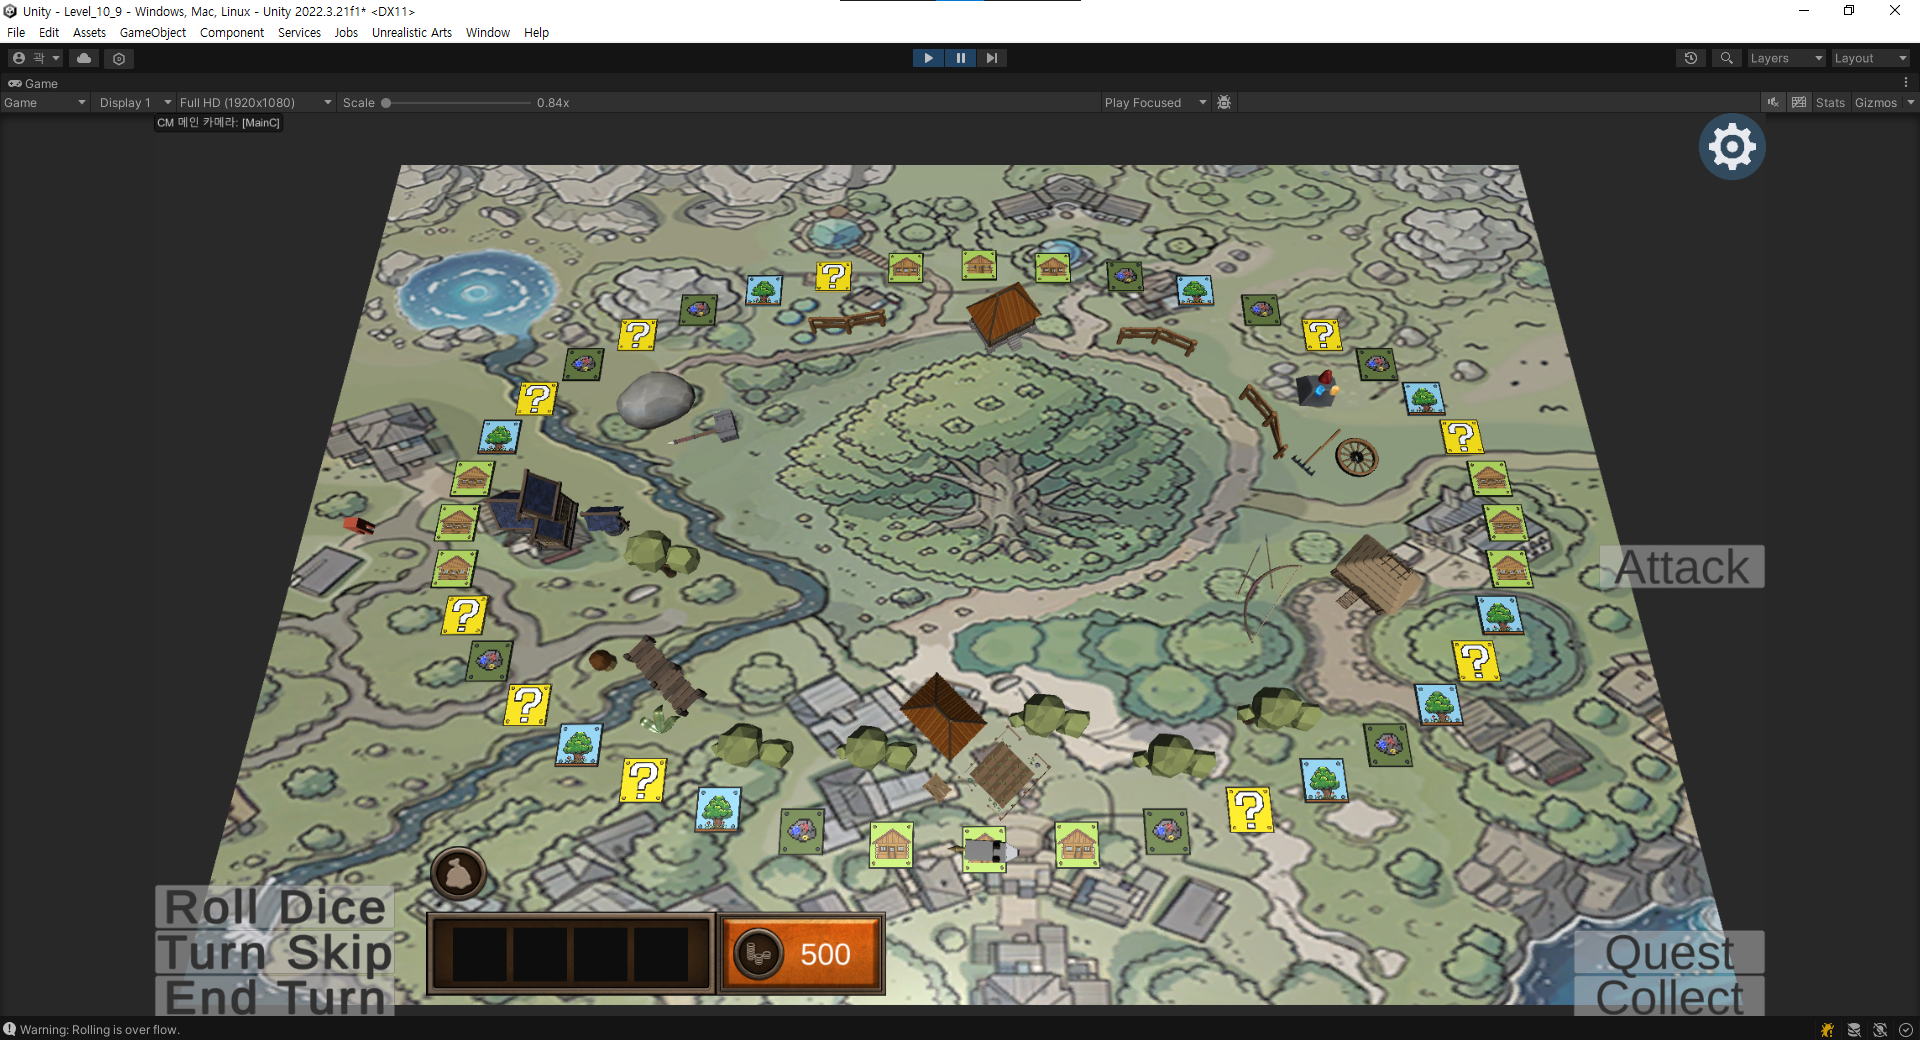 Unity - Level_10_9 - Windows, Mac, Linux - Unity 2022.3.21f1* <DX11>
File Edit Assets GameObject Component Services Jobs Unrealistic Arts Window Help
곽
Layers Layout
Game
Game Display 1 Full HD (1920x1080) Scale 0.84x Play Focused Stats Gizmos
CM 메인 카메라: [MainC]
?
?
?
?
?
?
?
?
?
?
Attack
Roll Dice
Turn Skip
End Turn
500
Quest
Collect
Warning: Rolling is over flow.